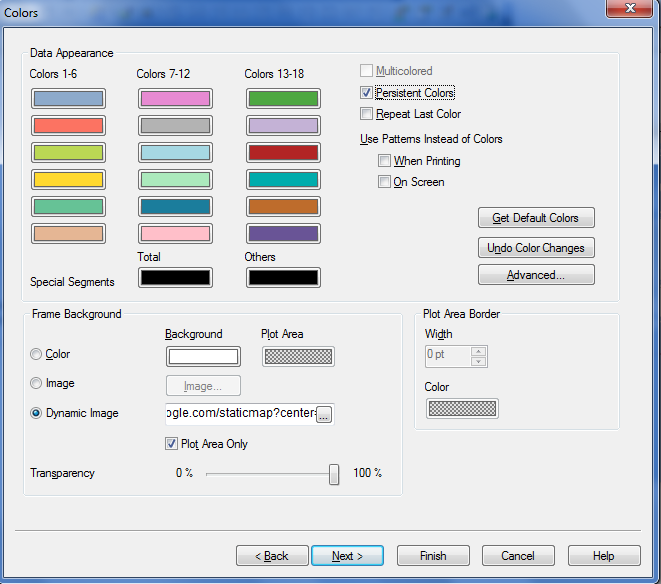 Colors
Data Appearance
Colors 1-6
Colors 7-12
Colors 13-18
Multicolored
Persistent Colors
Repeat Last Color
Use Patterns Instead of Colors
When Printing
On Screen
Get Default Colors
Undo Color Changes
Advanced...
Total
Others
Special Segments
Frame Background
Background
Plot Area
Color
Image
Image...
Dynamic Image
ogle.com/staticmap?center=
...
Plot Area Only
Transparency
0 %
100 %
Plot Area Border
Width
0 pt
Color
< Back
Next >
Finish
Cancel
Help